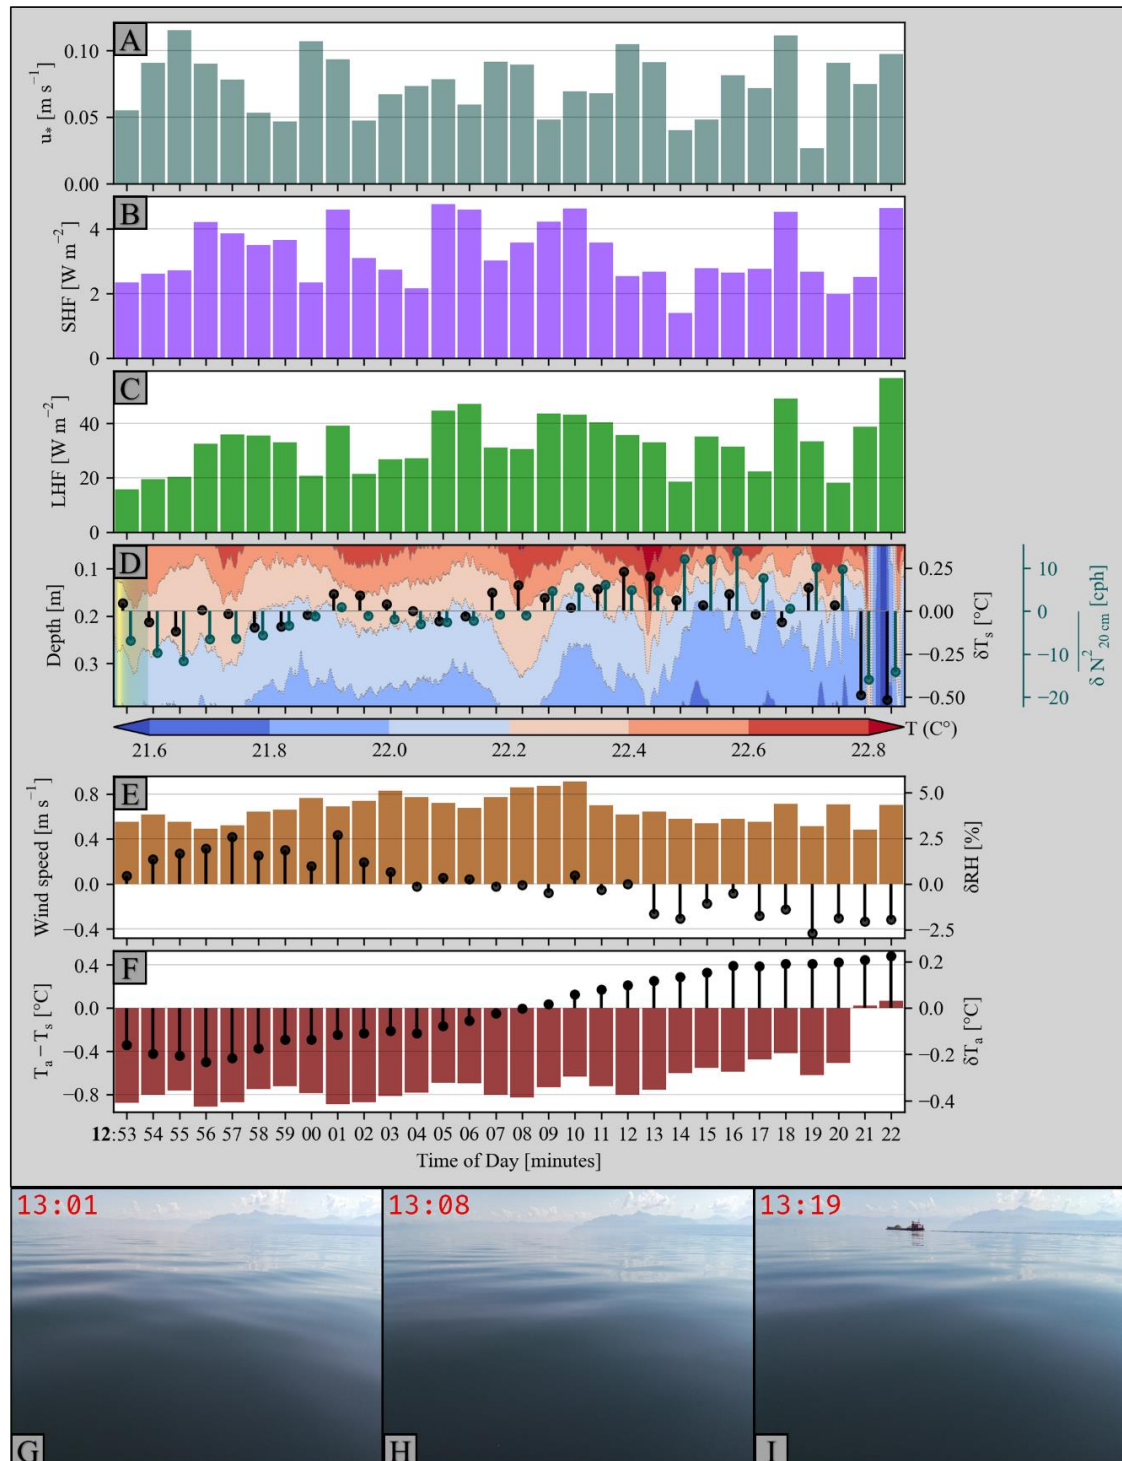 A
0.10
0.05
0.00
u* [m s⁻¹]
B
4
2
0
SHF [W m⁻²]
C
40
20
0
LHF [W m⁻²]
D
0.1
0.2
0.3
Depth [m]
0.25
0.00
−0.25
−0.50
δTₛ [°C]
10
0
−10
−20
δ N²₂₀ cm [cph]
21.6 21.8 22.0 22.2 22.4 22.6 22.8
T (C°)
E
0.8
0.4
0.0
−0.4
Wind speed [m s⁻¹]
5.0
2.5
0.0
−2.5
δRH [%]
F
0.4
0.0
−0.4
−0.8
Tₐ − Tₛ [°C]
0.2
0.0
−0.2
−0.4
δTₐ [°C]
12:53 54 55 56 57 58 59 00 01 02 03 04 05 06 07 08 09 10 11 12 13 14 15 16 17 18 19 20 21 22
Time of Day [minutes]
13:01
G
13:08
H
13:19
I